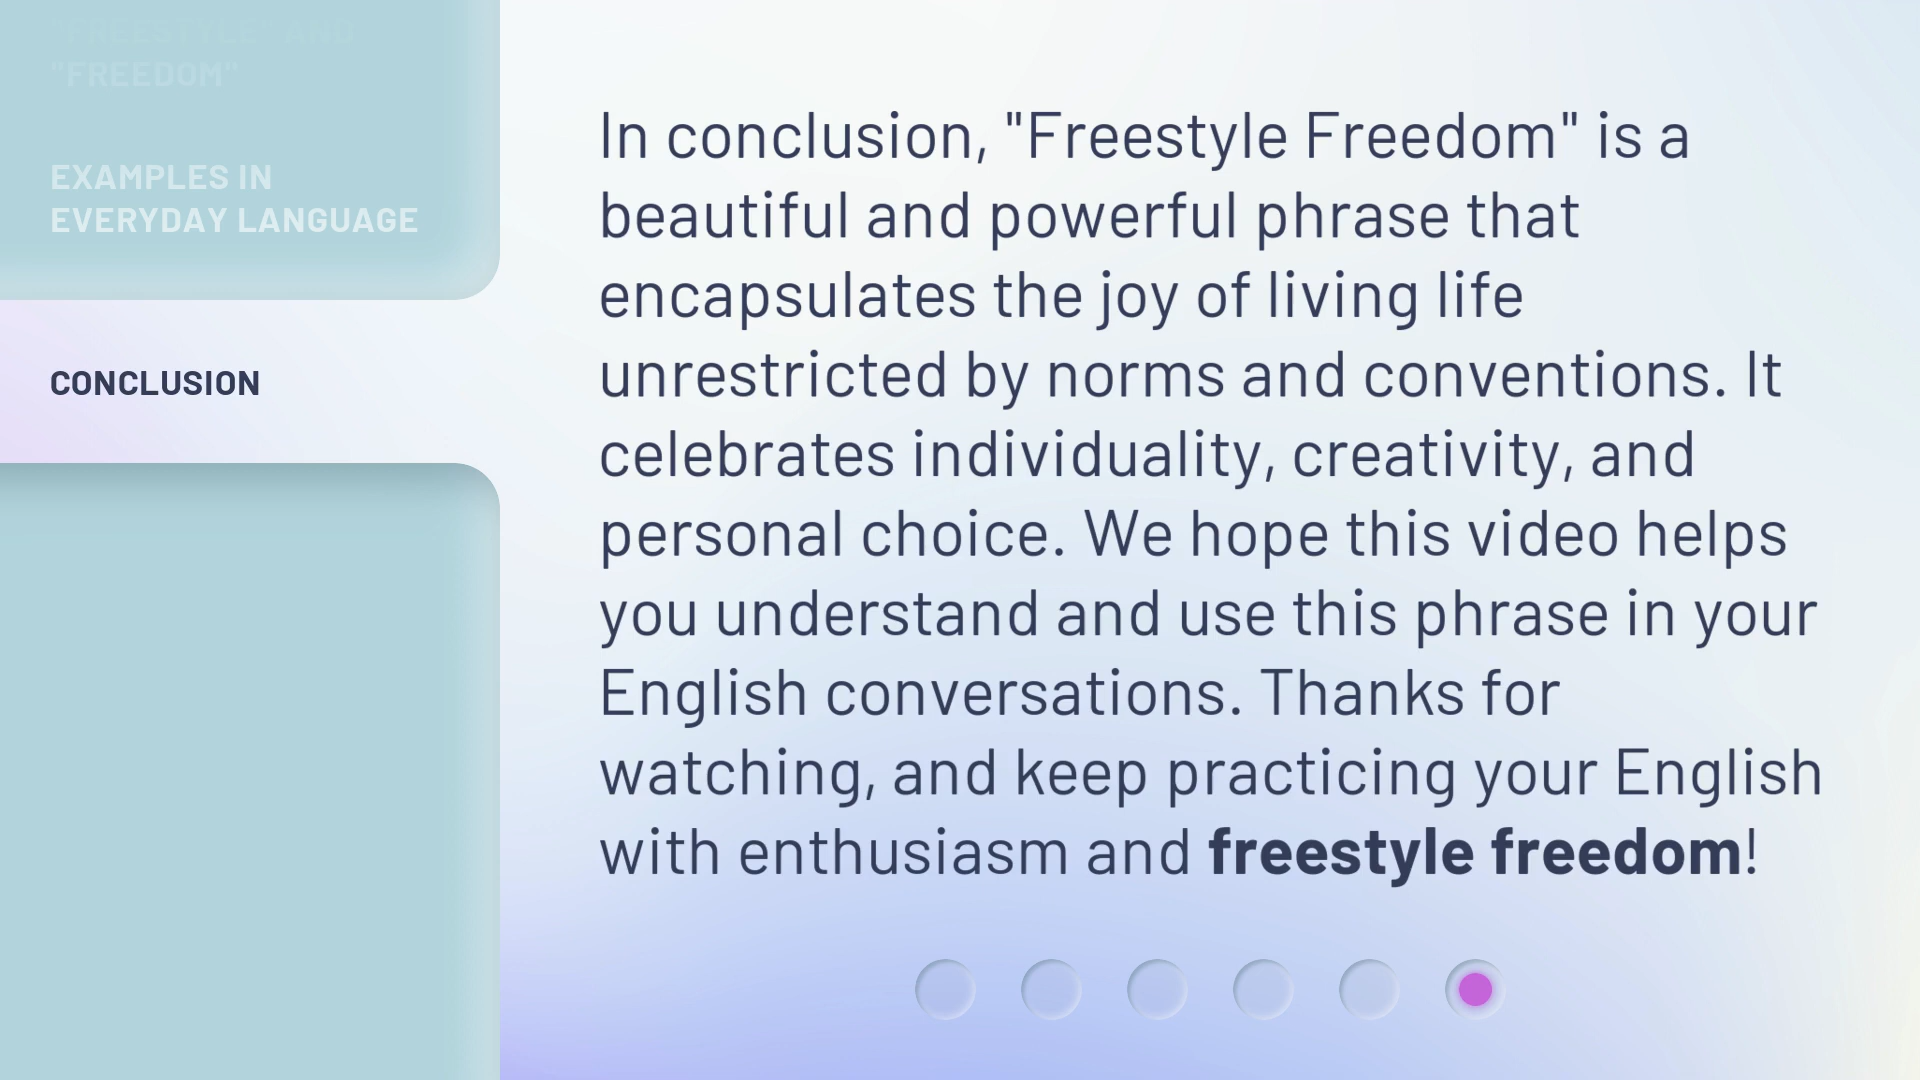 "FREESTYLE" AND
"FREEDOM"
EXAMPLES IN
EVERYDAY LANGUAGE
CONCLUSION
In conclusion, "Freestyle Freedom" is a
beautiful and powerful phrase that
encapsulates the joy of living life
unrestricted by norms and conventions. It
celebrates individuality, creativity, and
personal choice. We hope this video helps
you understand and use this phrase in your
English conversations. Thanks for
watching, and keep practicing your English
with enthusiasm and freestyle freedom!